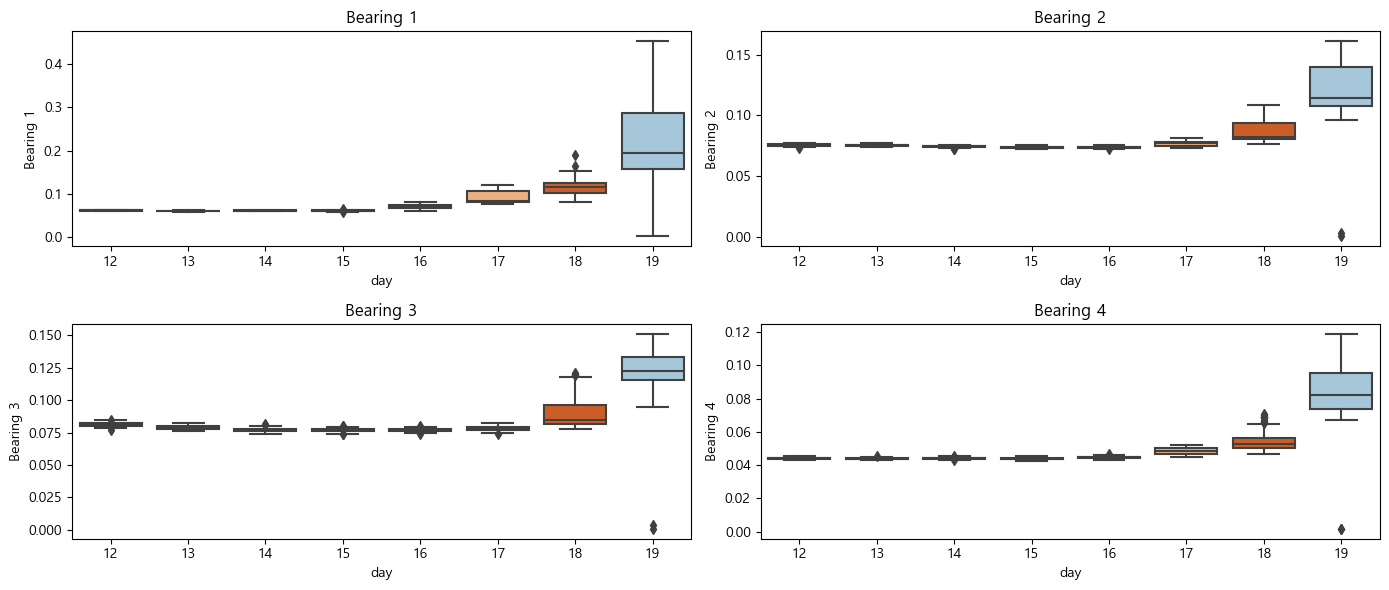 Bearing 1
0.4
0.3
0.2
0.1
0.0
Bearing 1
12 13 14 15 16 17 18 19
day
Bearing 2
0.15
0.10
0.05
0.00
Bearing 2
12 13 14 15 16 17 18 19
day
Bearing 3
0.150
0.125
0.100
0.075
0.050
0.025
0.000
Bearing 3
12 13 14 15 16 17 18 19
day
Bearing 4
0.12
0.10
0.08
0.06
0.04
0.02
0.00
Bearing 4
12 13 14 15 16 17 18 19
day